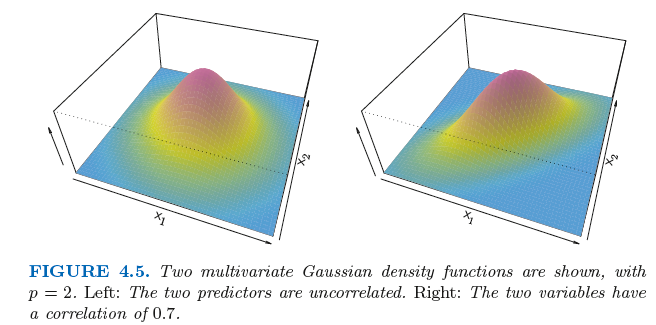 x₁
x₂
x₁
x₂
FIGURE 4.5. Two multivariate Gaussian density functions are shown, with
p = 2. Left: The two predictors are uncorrelated. Right: The two variables have
a correlation of 0.7.